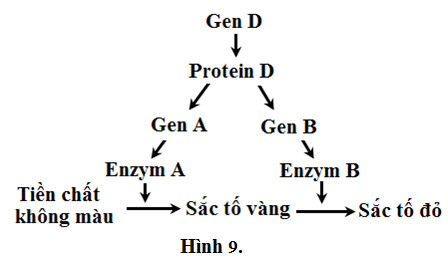 Gen D
Protein D
Gen A Gen B
Enzym A Enzym B
Tiền chất
không màu Sắc tố vàng Sắc tố đỏ
Hình 9.